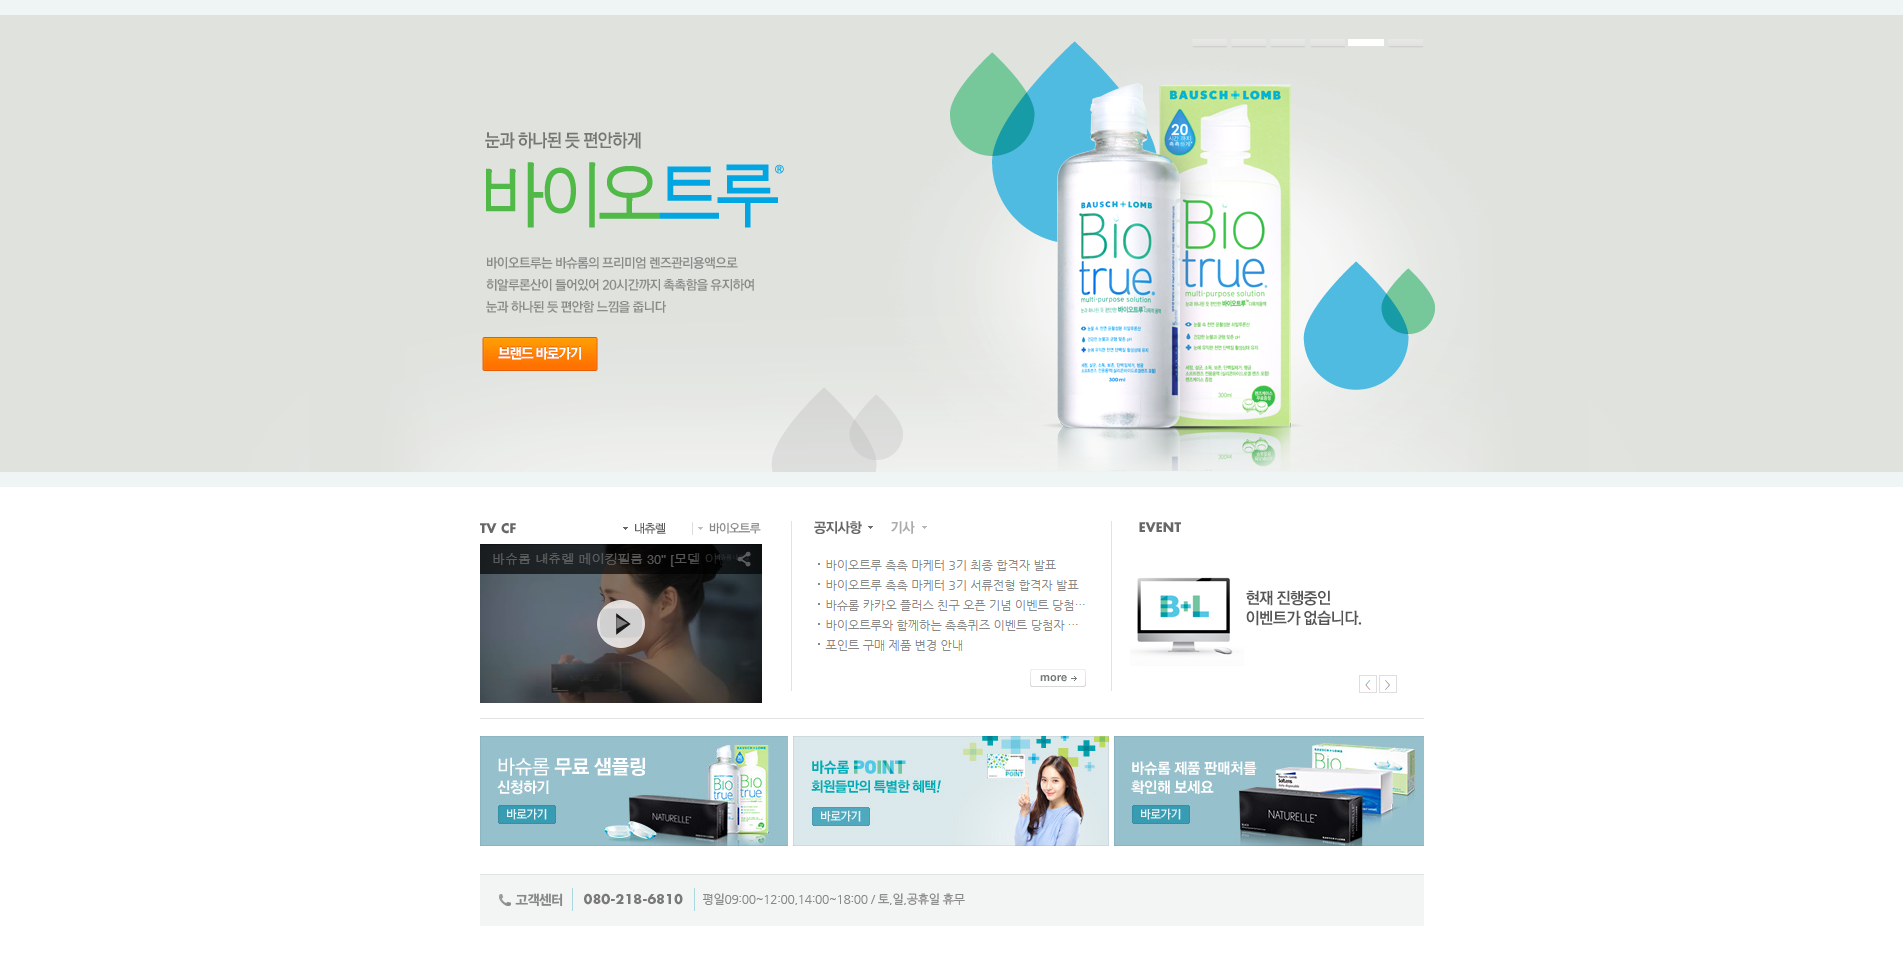 눈과 하나된 듯 편안하게
바이오트루®
바이오트루는 바슈롬의 프리미엄 렌즈관리용액으로
히알루론산이 들어있어 20시간까지 촉촉함을 유지하여
눈과 하나된 듯 편안함 느낌을 줍니다
브랜드 바로가기
BAUSCH+LOMB
20
BAUSCH+LOMB
Bio
true
multi-purpose solution
300ml
Bio
true
multi-purpose solution
300ml
TV CF
내츄렐
바이오트루
바슈롬 내츄렐 메이킹필름 30" [모델
공지사항
기사
· 바이오트루 촉촉 마케터 3기 최종 합격자 발표
· 바이오트루 촉촉 마케터 3기 서류전형 합격자 발표
· 바슈롬 카카오 플러스 친구 오픈 기념 이벤트 당첨…
· 바이오트루와 함께하는 촉촉퀴즈 이벤트 당첨자 …
· 포인트 구매 제품 변경 안내
more →
EVENT
B+L
현재 진행중인
이벤트가 없습니다.
바슈롬 무료 샘플링
신청하기
바로가기
Bio
true
NATURELLE™
바슈롬 POINT
회원들만의 특별한 혜택!
바로가기
POINT
바슈롬 제품 판매처를
확인해 보세요
바로가기
Bio
NATURELLE™
고객센터
080-218-6810
평일09:00~12:00,14:00~18:00 / 토,일,공휴일 휴무